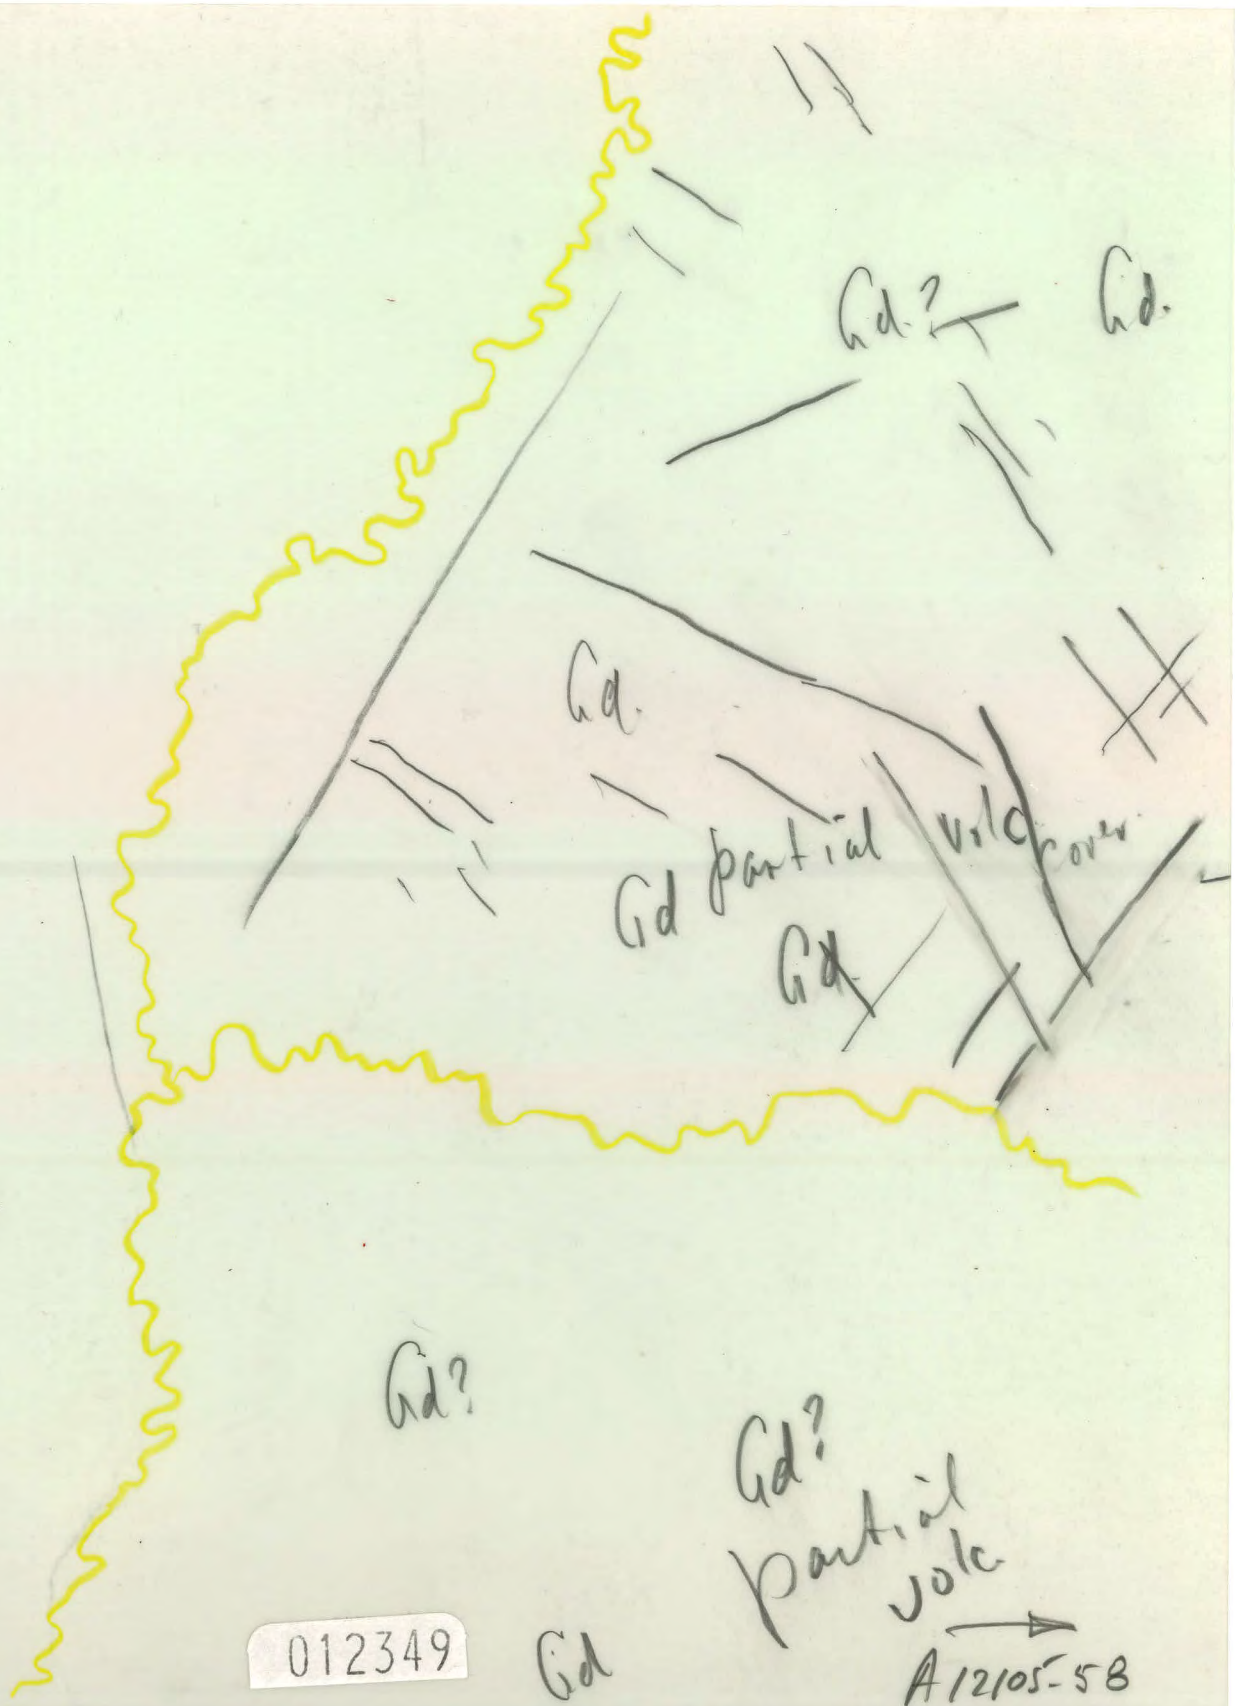 Gd.?
Gd.
Gd.
Gd partial volc cover.
Gd.
Gd?
Gd?
partial
volc
012349
Gd
A12105-58